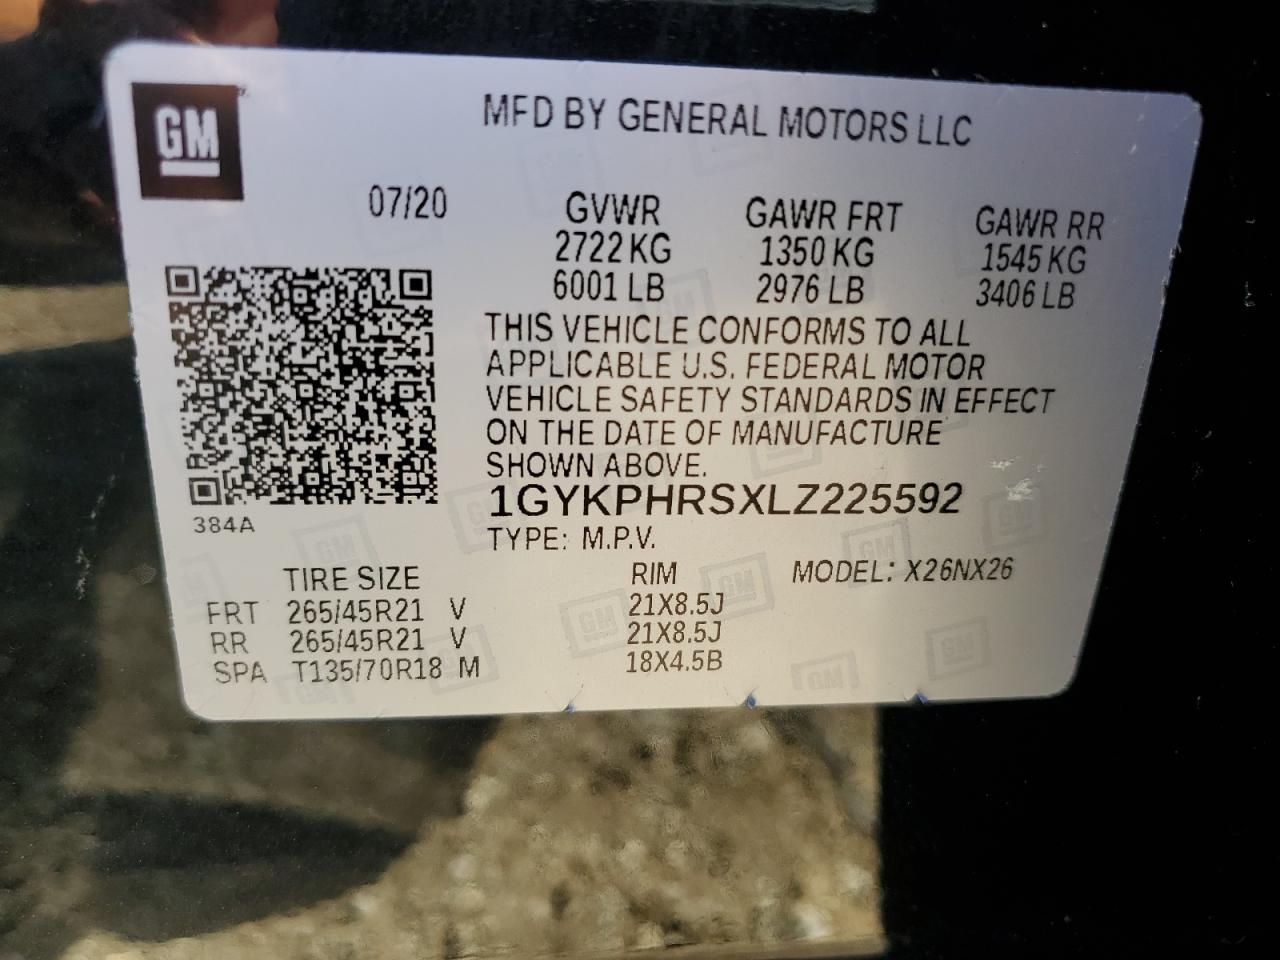 GM
MFD BY GENERAL MOTORS LLC
07/20 GVWR GAWR FRT GAWR RR
2722 KG 1350 KG 1545 KG
6001 LB 2976 LB 3406 LB
THIS VEHICLE CONFORMS TO ALL
APPLICABLE U.S. FEDERAL MOTOR
VEHICLE SAFETY STANDARDS IN EFFECT
ON THE DATE OF MANUFACTURE
SHOWN ABOVE.
1GYKPHRSXLZ225592
384A
TYPE: M.P.V.
TIRE SIZE RIM MODEL: X26NX26
FRT 265/45R21 V 21X8.5J
RR 265/45R21 V 21X8.5J
SPA T135/70R18 M 18X4.5B